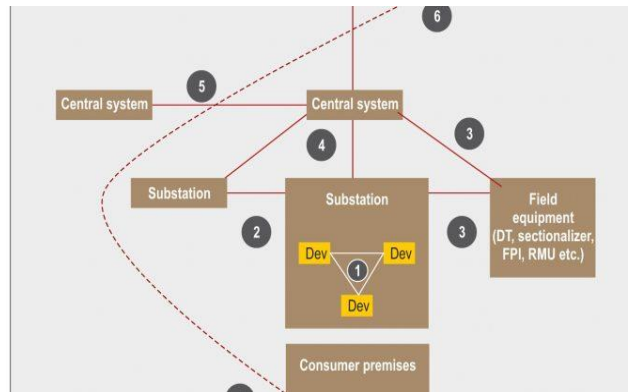 6
5
Central system
Central system
3
4
Substation
Substation
Field
equipment
(DT, sectionalizer,
FPI, RMU etc.)
2
3
Dev
1
Dev
Dev
Consumer premises